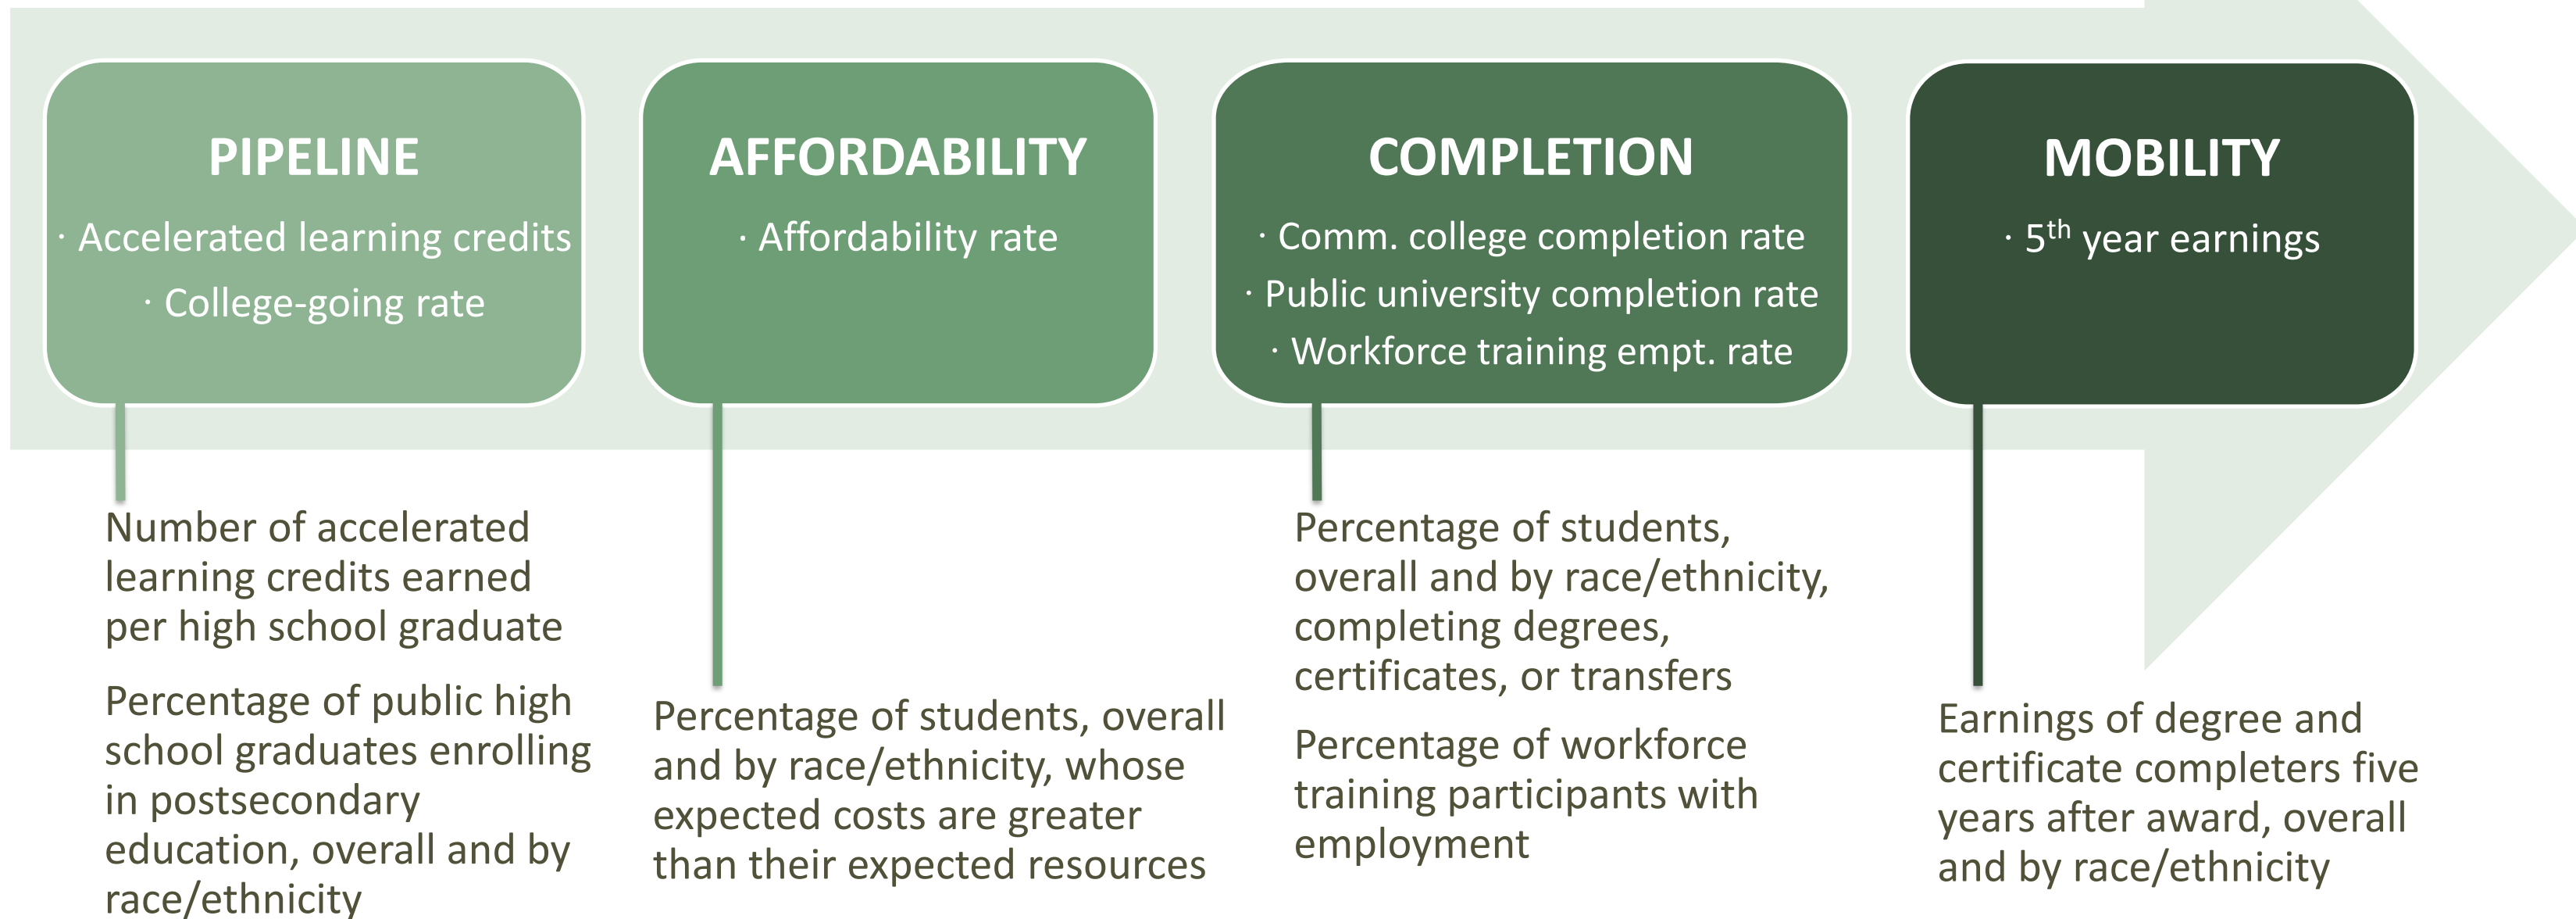 PIPELINE
· Accelerated learning credits
· College-going rate
AFFORDABILITY
· Affordability rate
COMPLETION
· Comm. college completion rate
· Public university completion rate
· Workforce training empt. rate
MOBILITY
· 5th year earnings
Number of accelerated
learning credits earned
per high school graduate
Percentage of public high
school graduates enrolling
in postsecondary
education, overall and by
race/ethnicity
Percentage of students, overall
and by race/ethnicity, whose
expected costs are greater
than their expected resources
Percentage of students,
overall and by race/ethnicity,
completing degrees,
certificates, or transfers
Percentage of workforce
training participants with
employment
Earnings of degree and
certificate completers five
years after award, overall
and by race/ethnicity